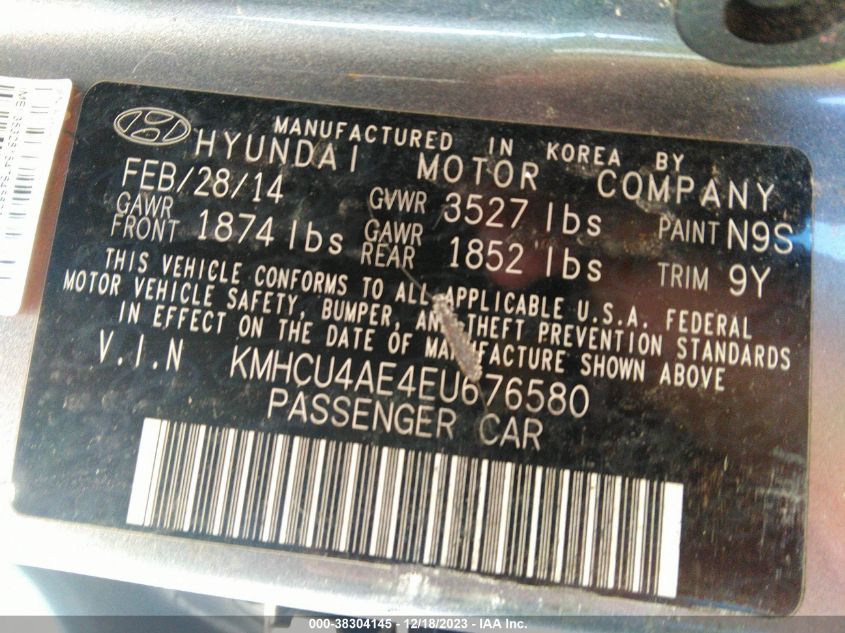 MANUFACTURED IN KOREA BY
HYUNDAI MOTOR COMPANY
FEB/28/14 GVWR 3527 lbs PAINT N9S
GAWR FRONT 1874 lbs GAWR REAR 1852 lbs TRIM 9Y
THIS VEHICLE CONFORMS TO ALL APPLICABLE U.S.A. FEDERAL
MOTOR VEHICLE SAFETY, BUMPER, AND THEFT PREVENTION STANDARDS
IN EFFECT ON THE DATE OF MANUFACTURE SHOWN ABOVE
V.I.N KMHCU4AE4EU676580
PASSENGER CAR
000-38304145 - 12/18/2023 - IAA Inc.